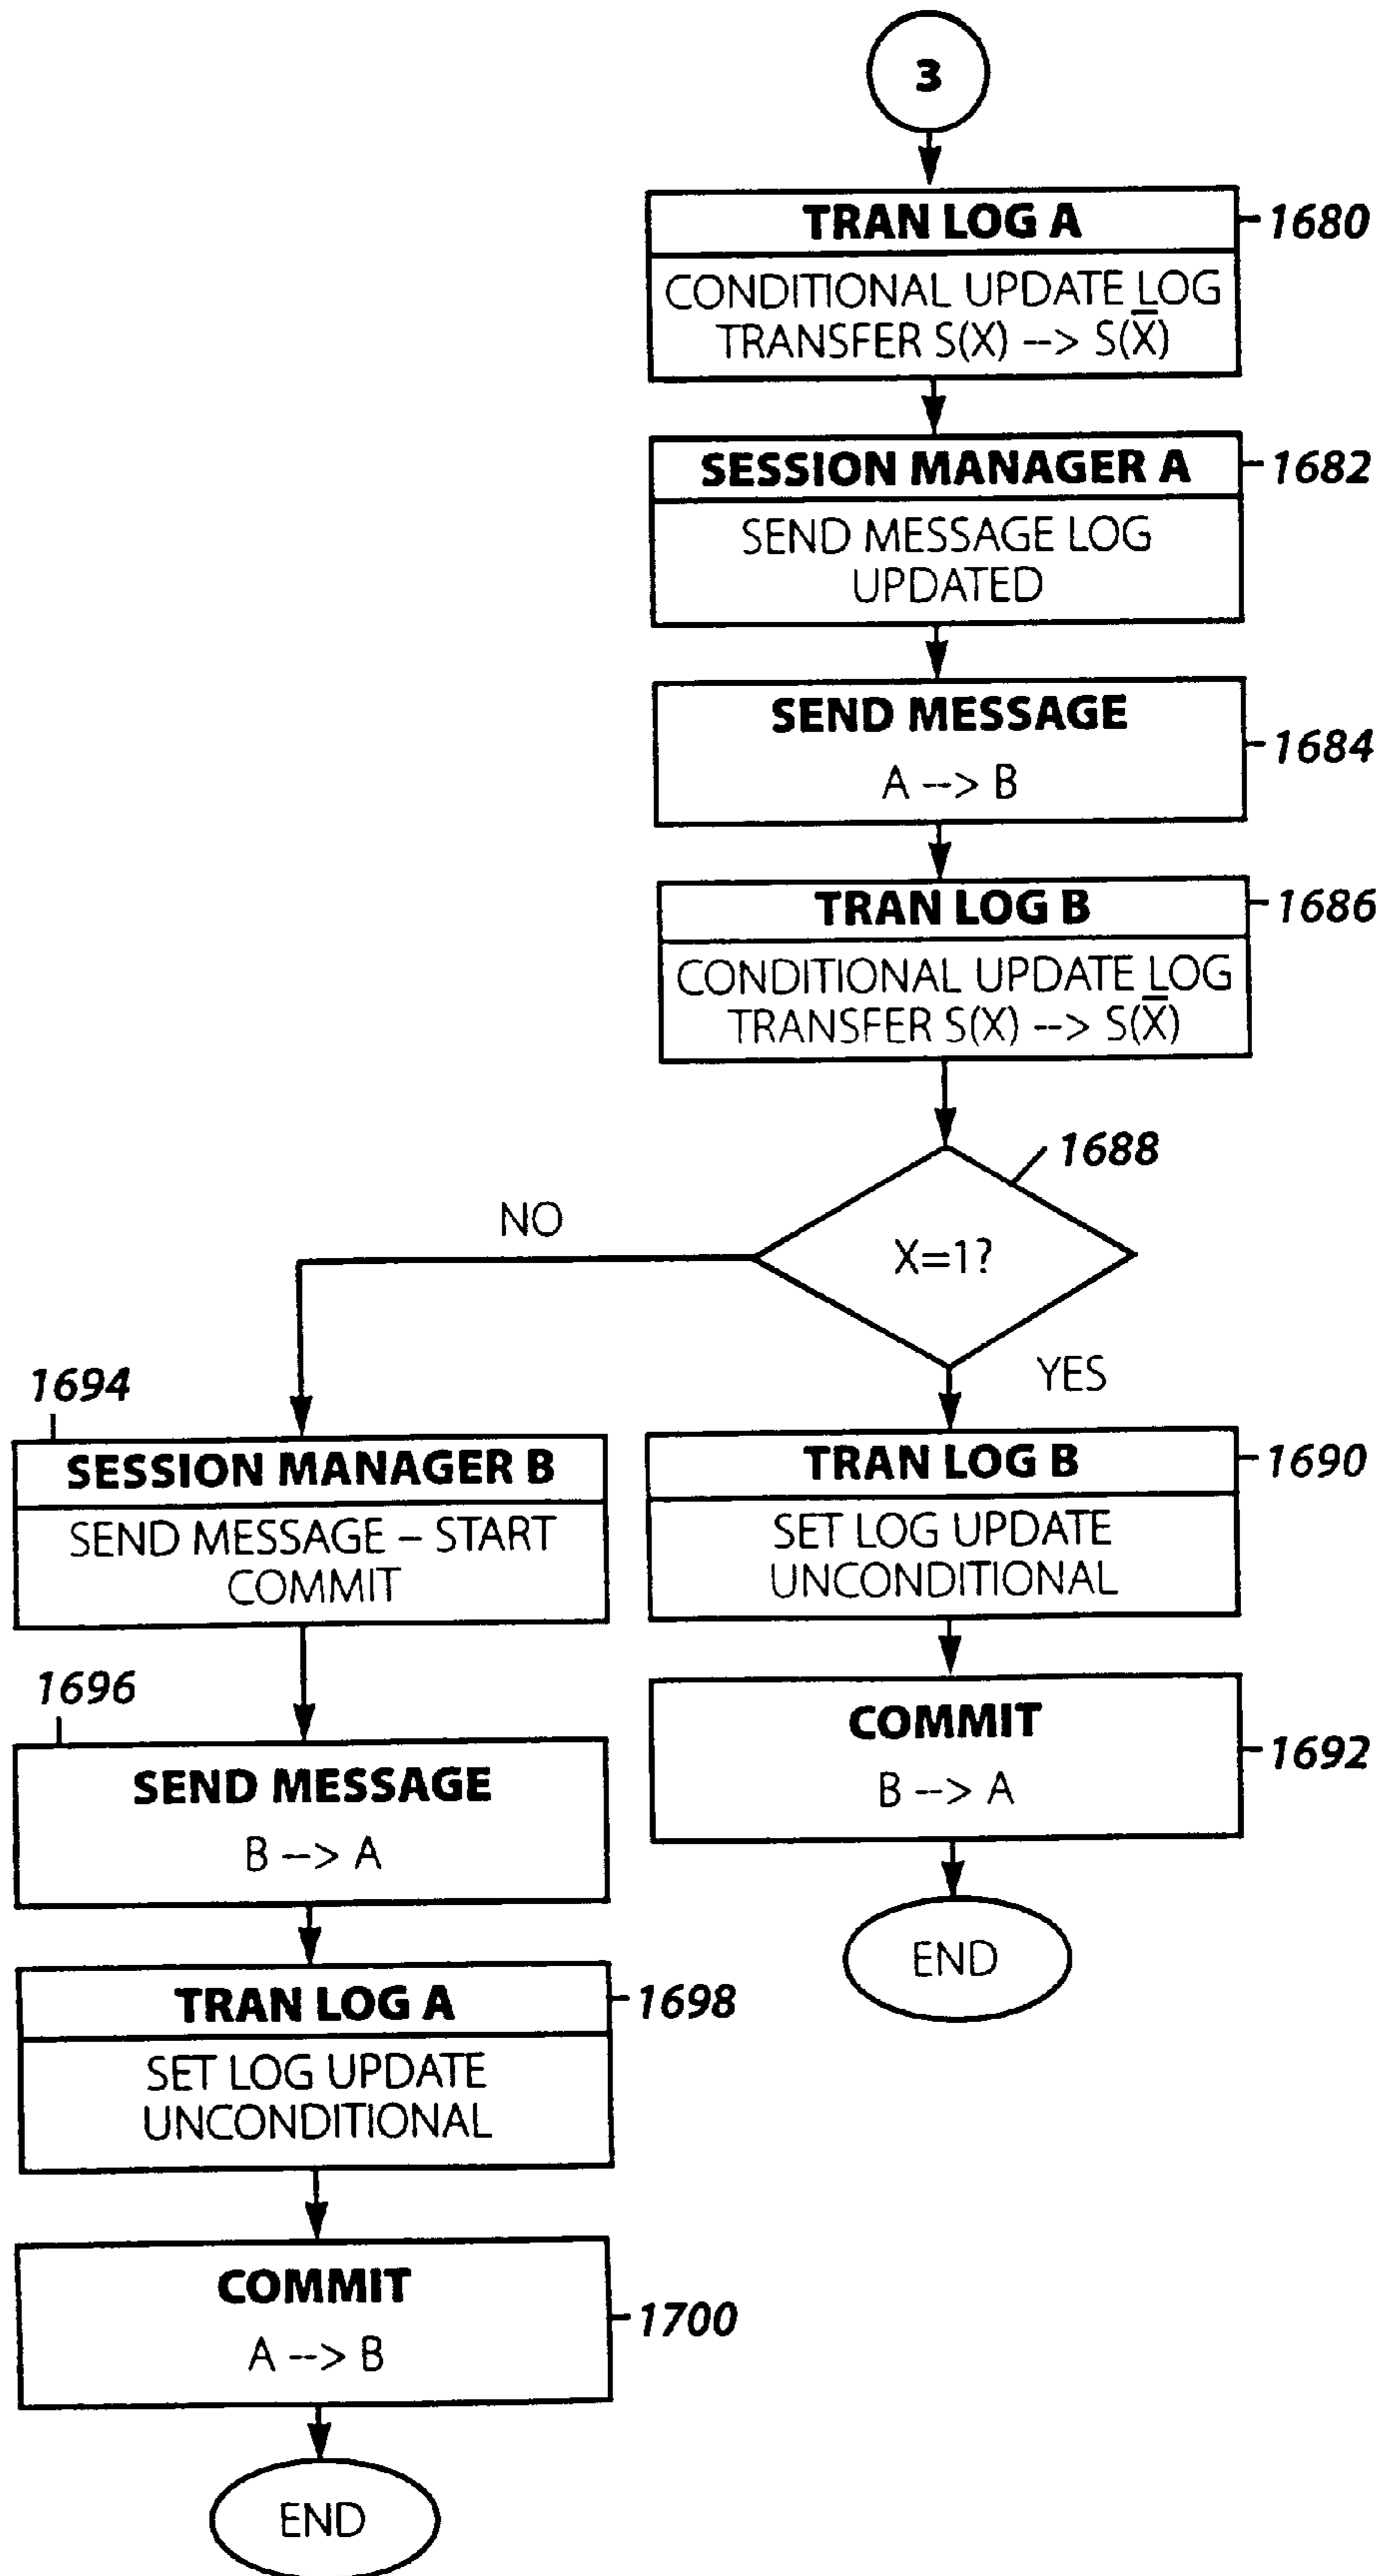 3
TRAN LOG A
1680
CONDITIONAL UPDATE LOG
TRANSFER S(X) --> S(X̅)
SESSION MANAGER A
1682
SEND MESSAGE LOG
UPDATED
SEND MESSAGE
1684
A --> B
TRAN LOG B
1686
CONDITIONAL UPDATE LOG
TRANSFER S(X) --> S(X̅)
1688
X=1?
NO
YES
TRAN LOG B
1690
SET LOG UPDATE
UNCONDITIONAL
COMMIT
1692
B --> A
END
1694
SESSION MANAGER B
SEND MESSAGE – START
COMMIT
1696
SEND MESSAGE
B --> A
TRAN LOG A
1698
SET LOG UPDATE
UNCONDITIONAL
COMMIT
1700
A --> B
END